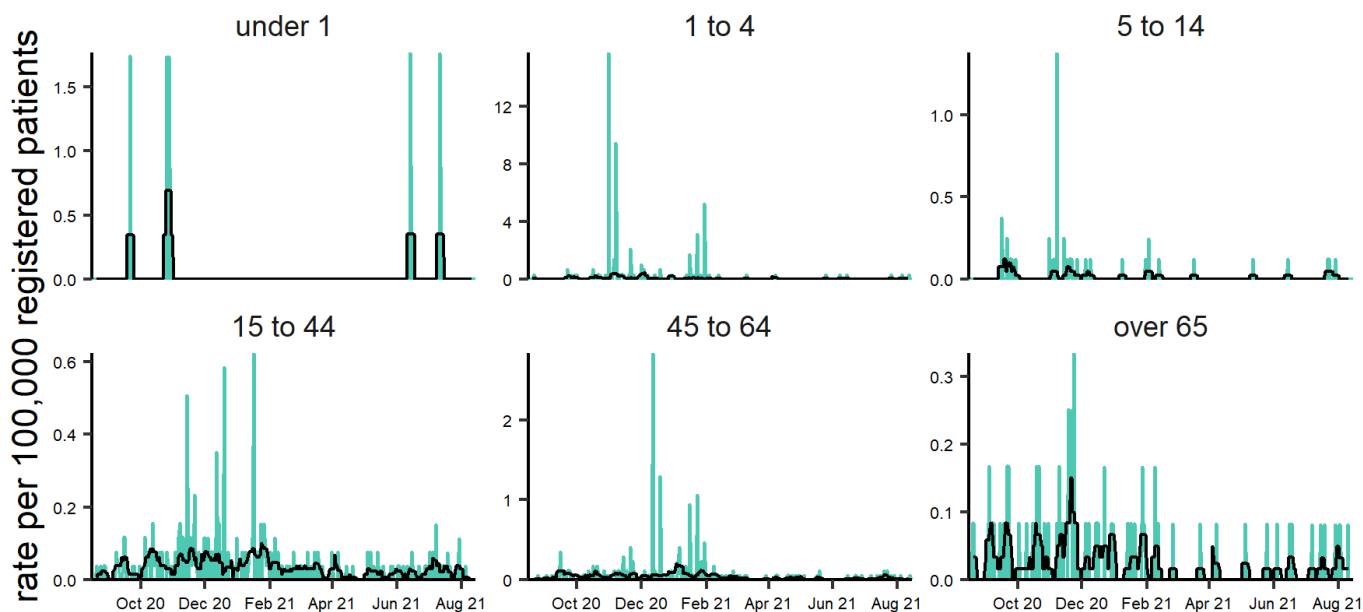 rate per 100,000 registered patients
under 1
1.5
1.0
0.5
0.0
1 to 4
12
8
4
0
5 to 14
1.0
0.5
0.0
15 to 44
0.6
0.4
0.2
0.0
Oct 20 Dec 20 Feb 21 Apr 21 Jun 21 Aug 21
45 to 64
2
1
0
Oct 20 Dec 20 Feb 21 Apr 21 Jun 21 Aug 21
over 65
0.3
0.2
0.1
0.0
Oct 20 Dec 20 Feb 21 Apr 21 Jun 21 Aug 21